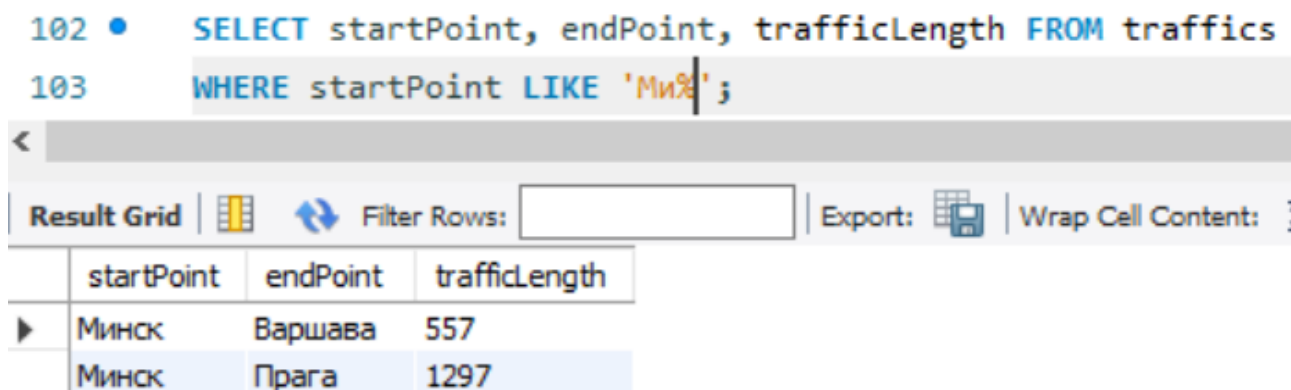 102 SELECT startPoint, endPoint, trafficLength FROM traffics
103 WHERE startPoint LIKE 'Ми%';
Result Grid Filter Rows: Export: Wrap Cell Content:
startPoint endPoint trafficLength
Минск Варшава 557
Минск Прага 1297